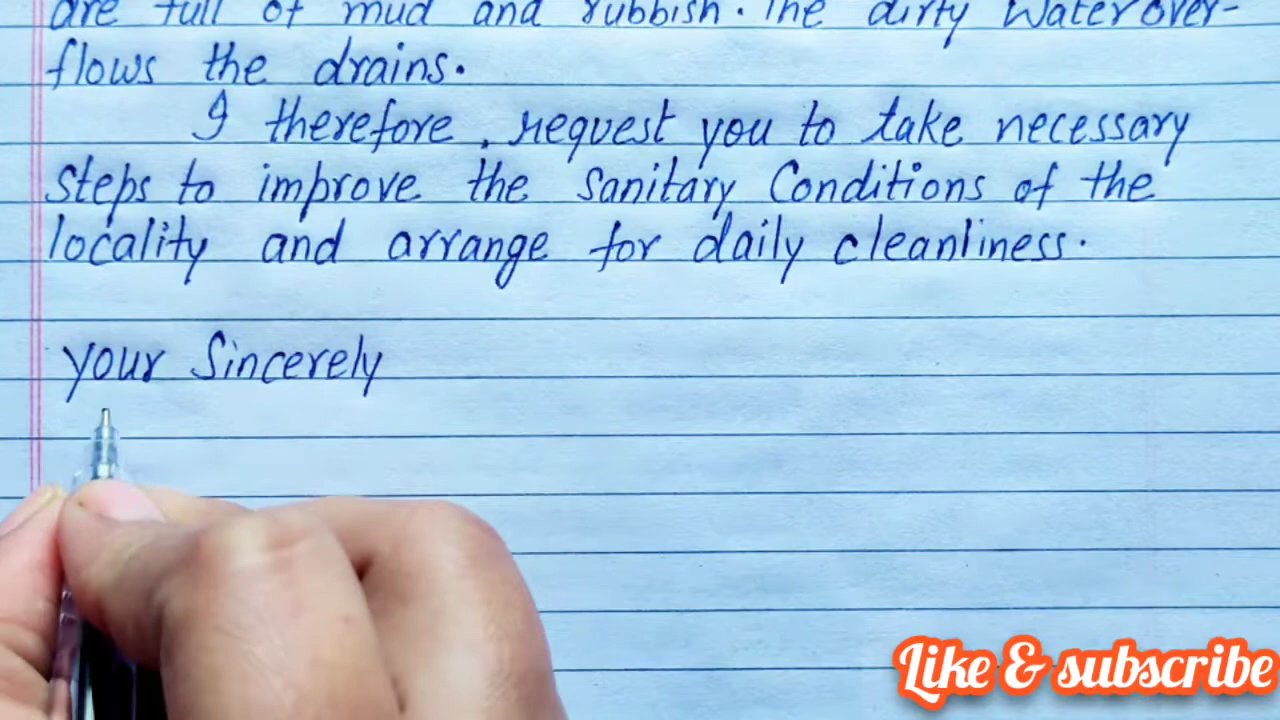 are full of mud and rubbish. The dirty water over-
flows the drains.
I therefore, request you to take necessary
steps to improve the sanitary conditions of the
locality and arrange for daily cleanliness.
your Sincerely
Like & subscribe